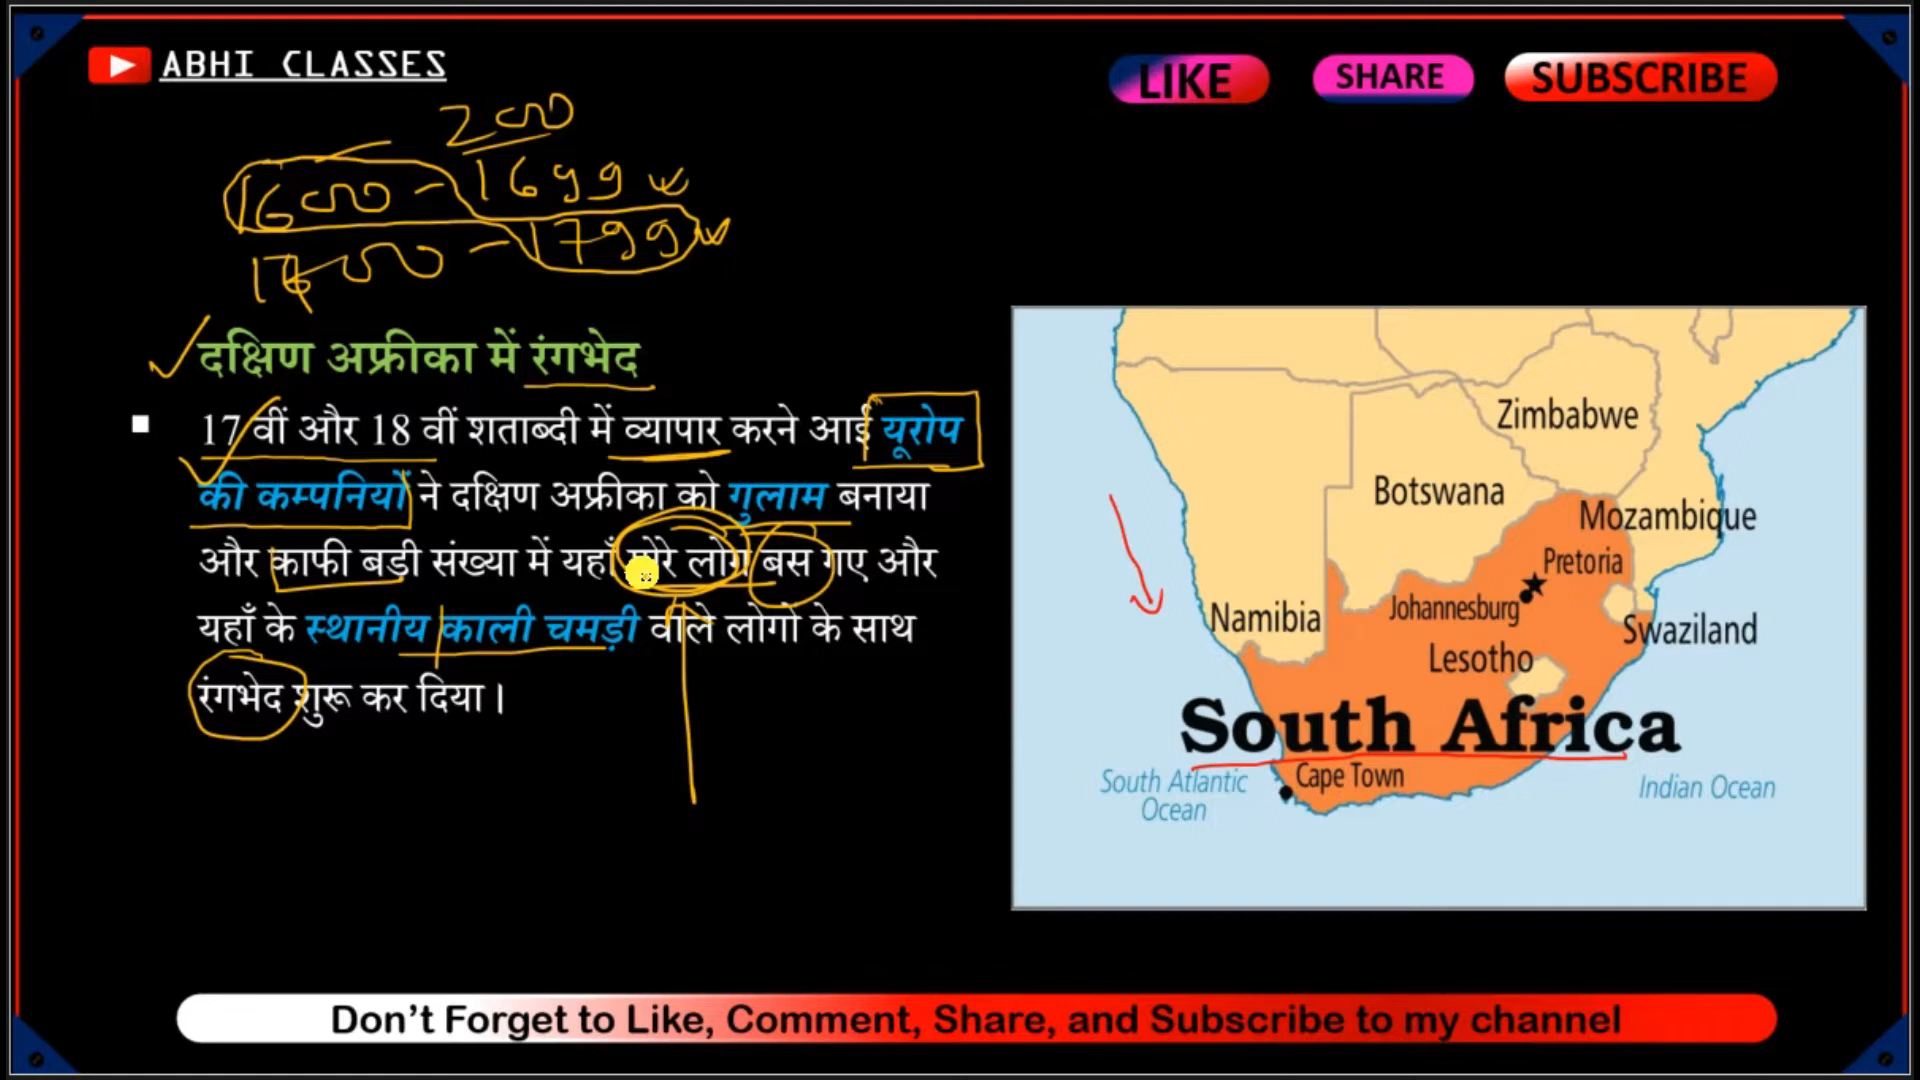 ABHI CLASSES
LIKE
SHARE
SUBSCRIBE
200
1600 - 1699
1700 - 1799
दक्षिण अफ्रीका में रंगभेद
17 वीं और 18 वीं शताब्दी में व्यापार करने आई यूरोप
की कम्पनियों ने दक्षिण अफ्रीका को गुलाम बनाया
और काफी बडी संख्या में यहाँ गोरे लोग बस गए और
यहाँ के स्थानीय काली चमड़ी वाले लोगो के साथ
रंगभेद शुरू कर दिया।
Zimbabwe
Botswana
Mozambique
Pretoria
Johannesburg
Namibia
Swaziland
Lesotho
South Africa
Cape Town
South Atlantic
Ocean
Indian Ocean
Don't Forget to Like, Comment, Share, and Subscribe to my channel